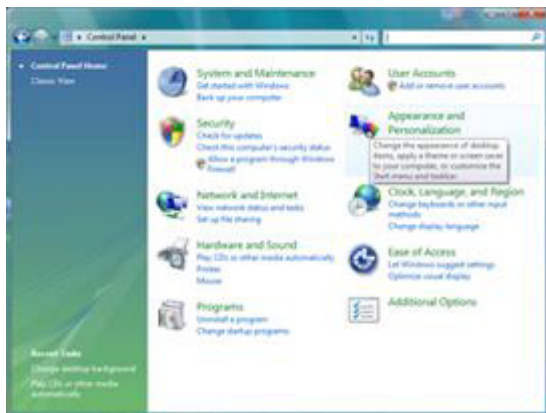 Control Panel
Control Panel Home
Classic View
System and Maintenance
Get started with Windows
Back up your computer
Security
Check for updates
Check this computer's security status
Allow a program through Windows
Firewall
Network and Internet
View network status and tasks
Set up file sharing
Hardware and Sound
Play CDs or other media automatically
Printer
Mouse
Programs
Uninstall a program
Change startup programs
User Accounts
Add or remove user accounts
Appearance and
Personalization
Change the appearance of desktop
items, apply a theme or screen saver
to your computer, or customize the
Start menu and taskbar.
Clock, Language, and Region
Change keyboards or other input
methods
Change display language
Ease of Access
Let Windows suggest settings
Optimize visual display
Additional Options
Recent Tasks
Change desktop background
Play CDs or other media
automatically